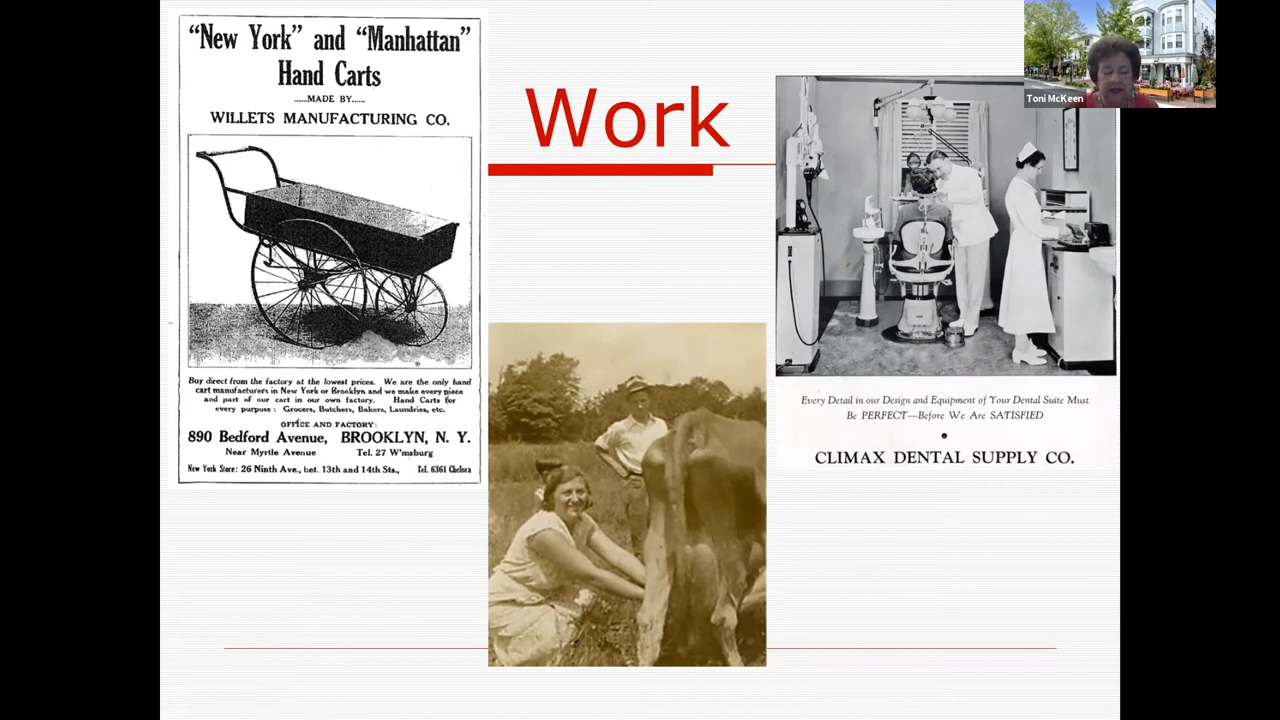 "New York" and "Manhattan"
Hand Carts
......MADE BY......
WILLETS MANUFACTURING CO.
Buy direct from the factory at the lowest prices. We are the only hand
cart manufacturers in New York or Brooklyn and we make every piece
and part of our cart in our own factory. Hand Carts for
every purpose: Grocers, Butchers, Bakers, Laundries, etc.
OFFICE AND FACTORY:
890 Bedford Avenue, BROOKLYN, N. Y.
Near Myrtle Avenue Tel. 27 W'msburg
New York Store: 26 Ninth Ave., bet. 13th and 14th Sts., Tel. 6361 Chelsea
Work
Toni McKeen
Every Detail in our Design and Equipment of Your Dental Suite Must
Be PERFECT—Before We Are SATISFIED
CLIMAX DENTAL SUPPLY CO.